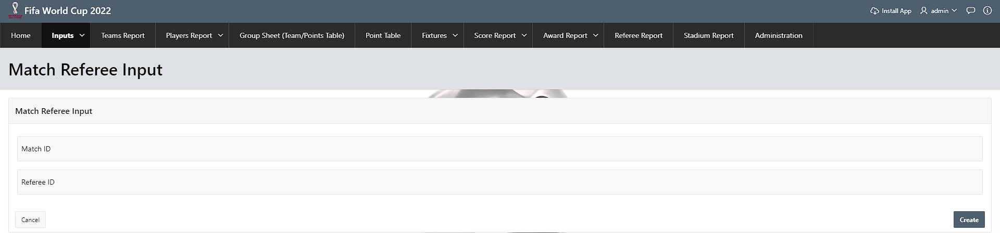 Fifa World Cup 2022
Install App admin
Home Inputs Teams Report Players Report Group Sheet (Team/Points Table) Point Table Fixtures Score Report Award Report Referee Report Stadium Report Administration
Match Referee Input
Match Referee Input
Match ID
Referee ID
Cancel Create